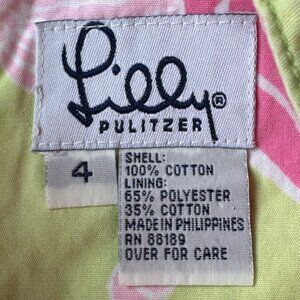 Lilly®
PULITZER
4
SHELL:
100% COTTON
LINING:
65% POLYESTER
35% COTTON
MADE IN PHILIPPINES
RN 88189
OVER FOR CARE